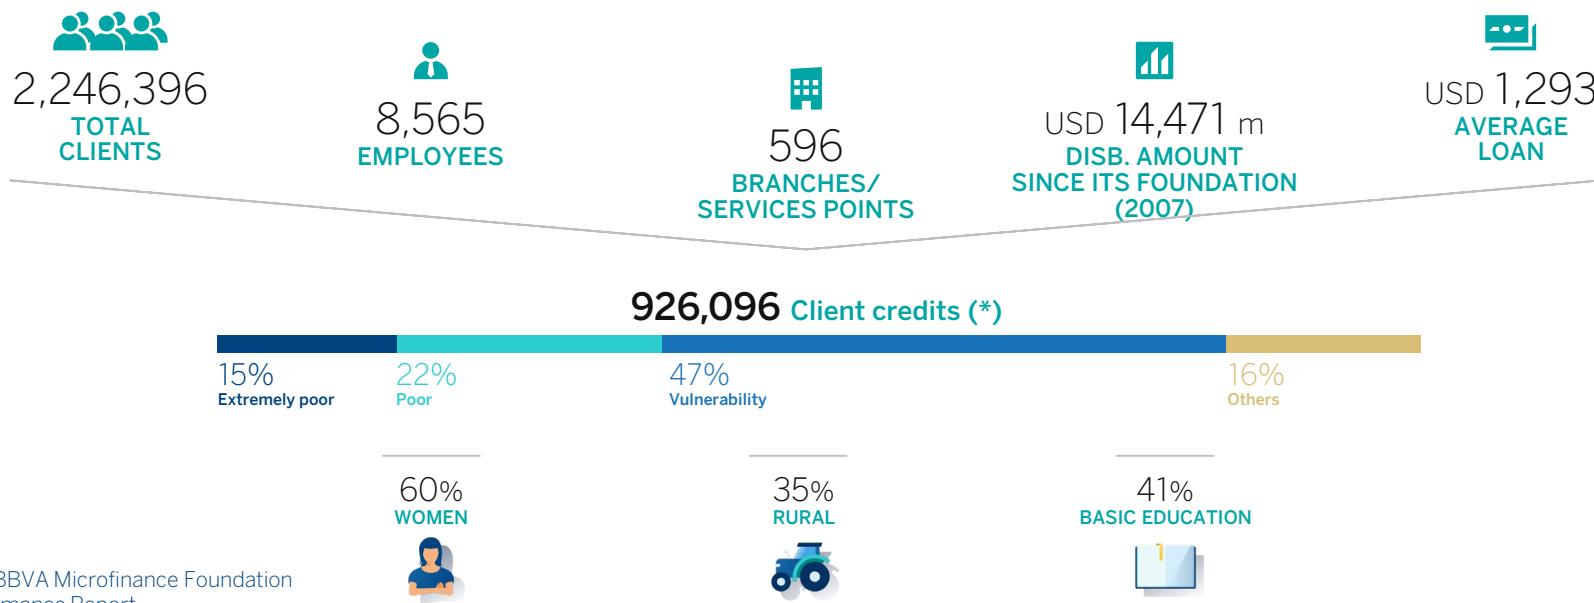 2,246,396
TOTAL
CLIENTS
8,565
EMPLOYEES
596
BRANCHES/
SERVICES POINTS
USD 14,471 m
DISB. AMOUNT
SINCE ITS FOUNDATION
(2007)
USD 1,293
AVERAGE
LOAN
926,096 Client credits (*)
15%
Extremely poor
22%
Poor
47%
Vulnerability
16%
Others
60%
WOMEN
35%
RURAL
41%
BASIC EDUCATION
BBVA Microfinance Foundation
Report